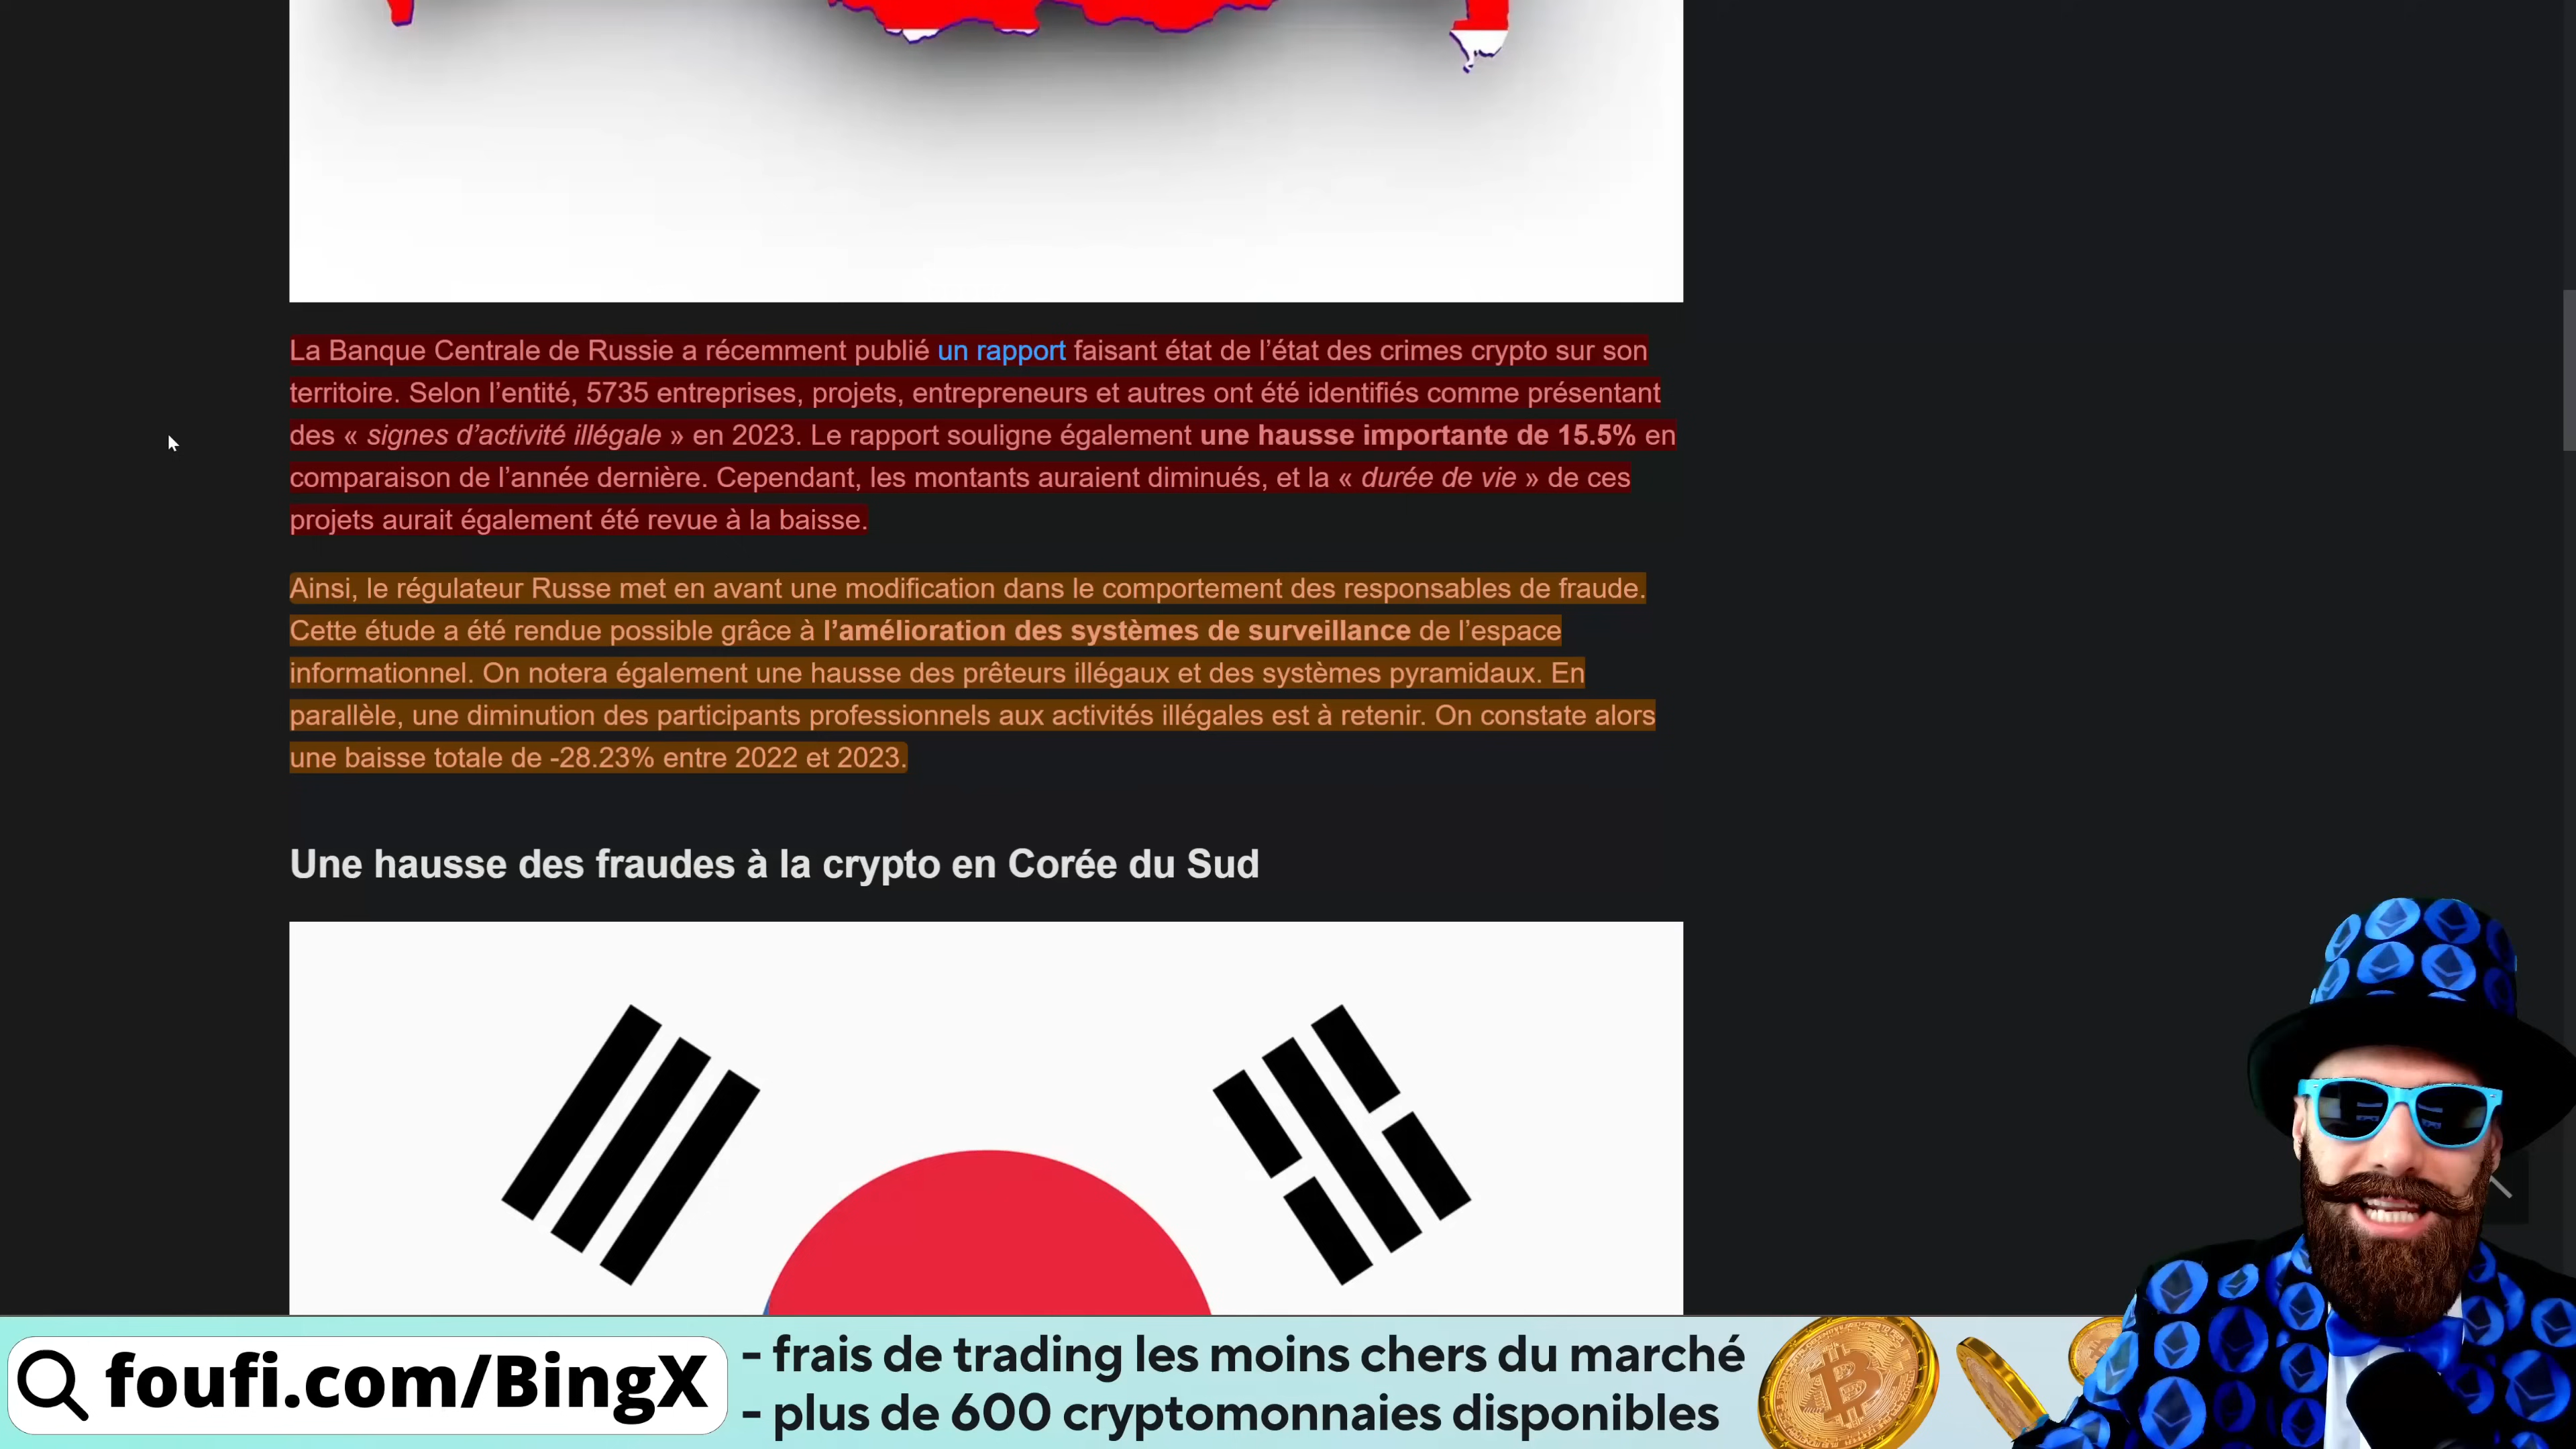 La Banque Centrale de Russie a récemment publié un rapport faisant état de l’état des crimes crypto sur son
territoire. Selon l’entité, 5735 entreprises, projets, entrepreneurs et autres ont été identifiés comme présentant
des « signes d’activité illégale » en 2023. Le rapport souligne également une hausse importante de 15.5% en
comparaison de l’année dernière. Cependant, les montants auraient diminués, et la « durée de vie » de ces
projets aurait également été revue à la baisse.
Ainsi, le régulateur Russe met en avant une modification dans le comportement des responsables de fraude.
Cette étude a été rendue possible grâce à l’amélioration des systèmes de surveillance de l’espace
informationnel. On notera également une hausse des prêteurs illégaux et des systèmes pyramidaux. En
parallèle, une diminution des participants professionnels aux activités illégales est à retenir. On constate alors
une baisse totale de -28.23% entre 2022 et 2023.
Une hausse des fraudes à la crypto en Corée du Sud
foufi.com/BingX
- frais de trading les moins chers du marché
- plus de 600 cryptomonnaies disponibles